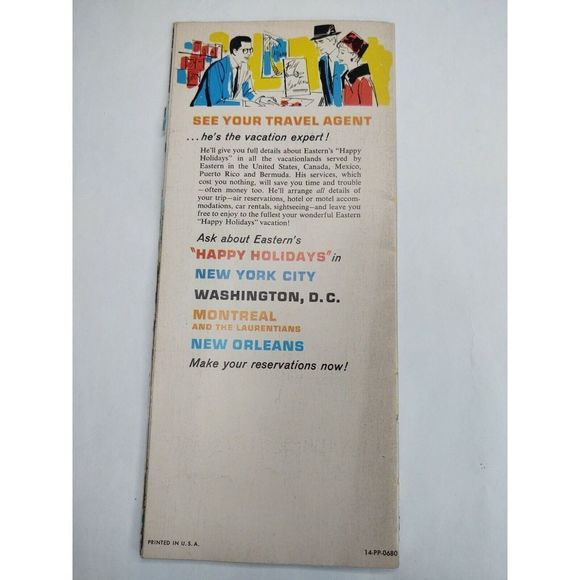 SEE YOUR TRAVEL AGENT
...he's the vacation expert!
He'll give you full details about Eastern's "Happy
Holidays" in all the vacationlands served by
Eastern in the United States, Canada, Mexico,
Puerto Rico and Bermuda. His services, which
cost you nothing, will save you time and trouble
—often money too. He'll arrange all details of
your trip—air reservations, hotel or motel accom-
modations, car rentals, sightseeing—and leave you
free to enjoy to the fullest your wonderful Eastern
"Happy Holidays" vacation!
Ask about Eastern's
"HAPPY HOLIDAYS" in
NEW YORK CITY
WASHINGTON, D.C.
MONTREAL
AND THE LAURENTIANS
NEW ORLEANS
Make your reservations now!
PRINTED IN U.S.A.
14-PP-0680